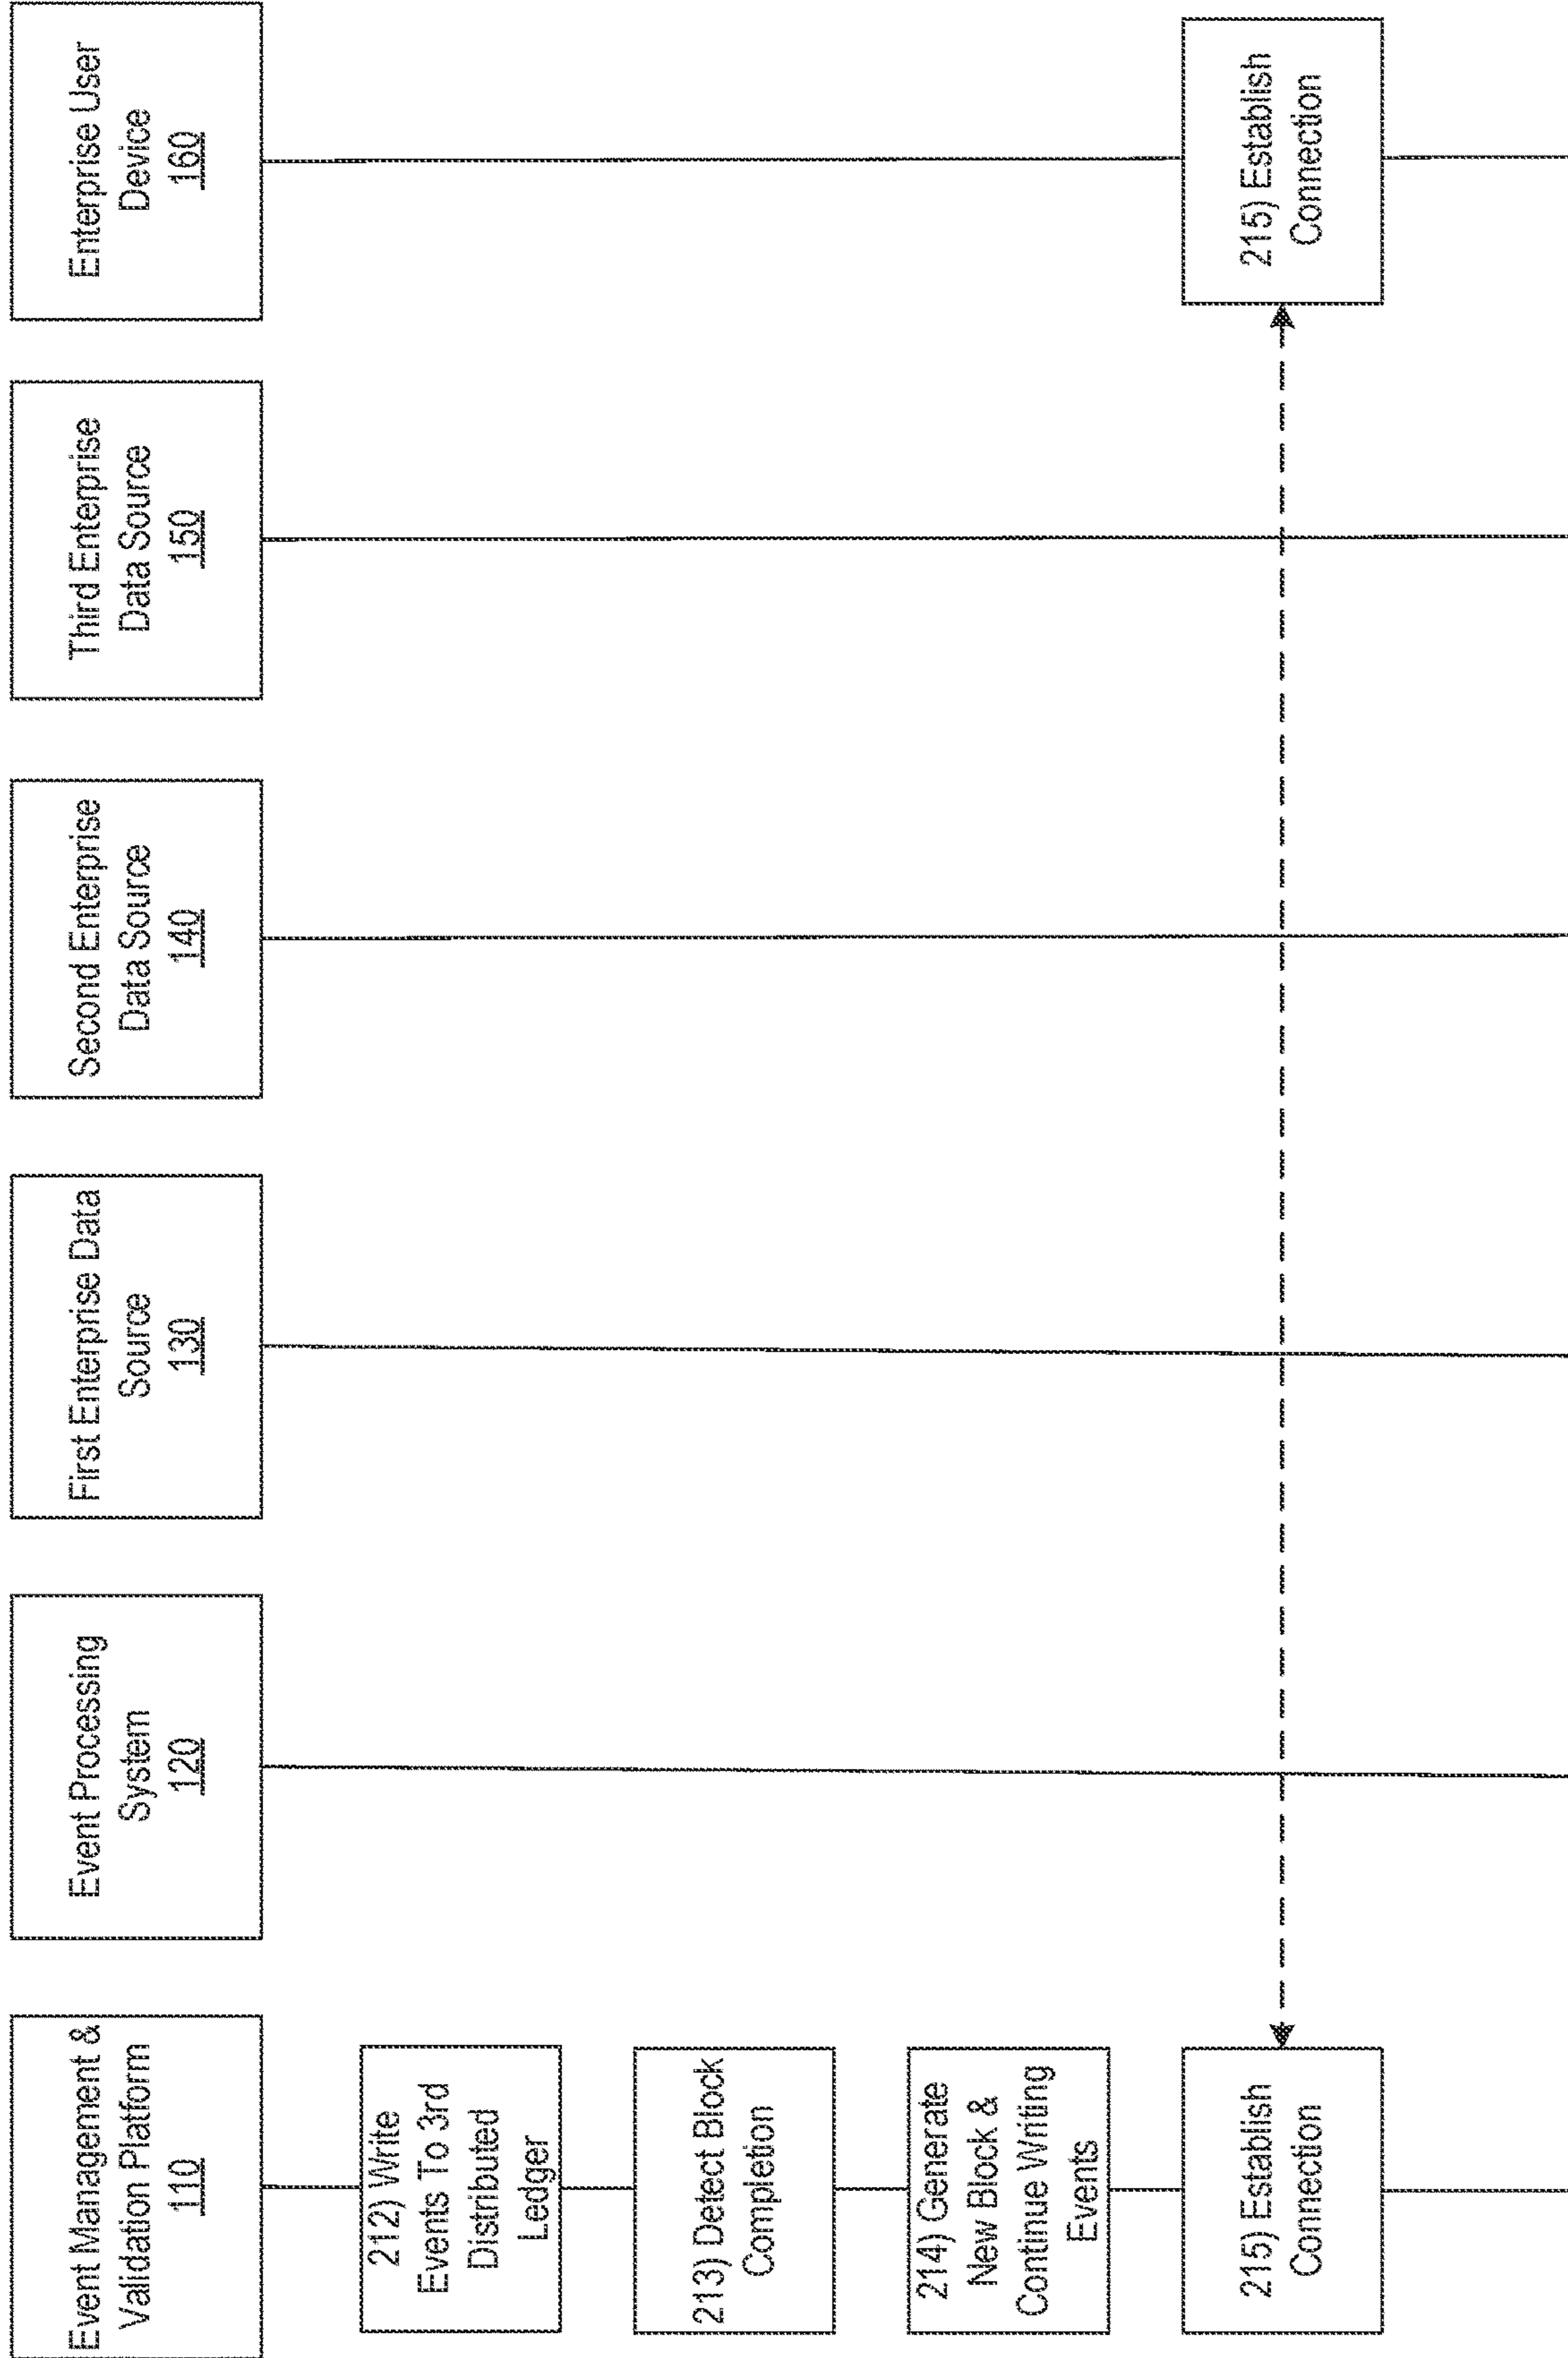 Event Management &
Validation Platform
110
Event Processing
System
120
First Enterprise Data
Source
130
Second Enterprise
Data Source
140
Third Enterprise
Data Source
150
Enterprise User
Device
160
212) Write
Events To 3rd
Distributed
Ledger
213) Detect Block
Completion
214) Generate
New Block &
Continue Writing
Events
215) Establish
Connection
215) Establish
Connection